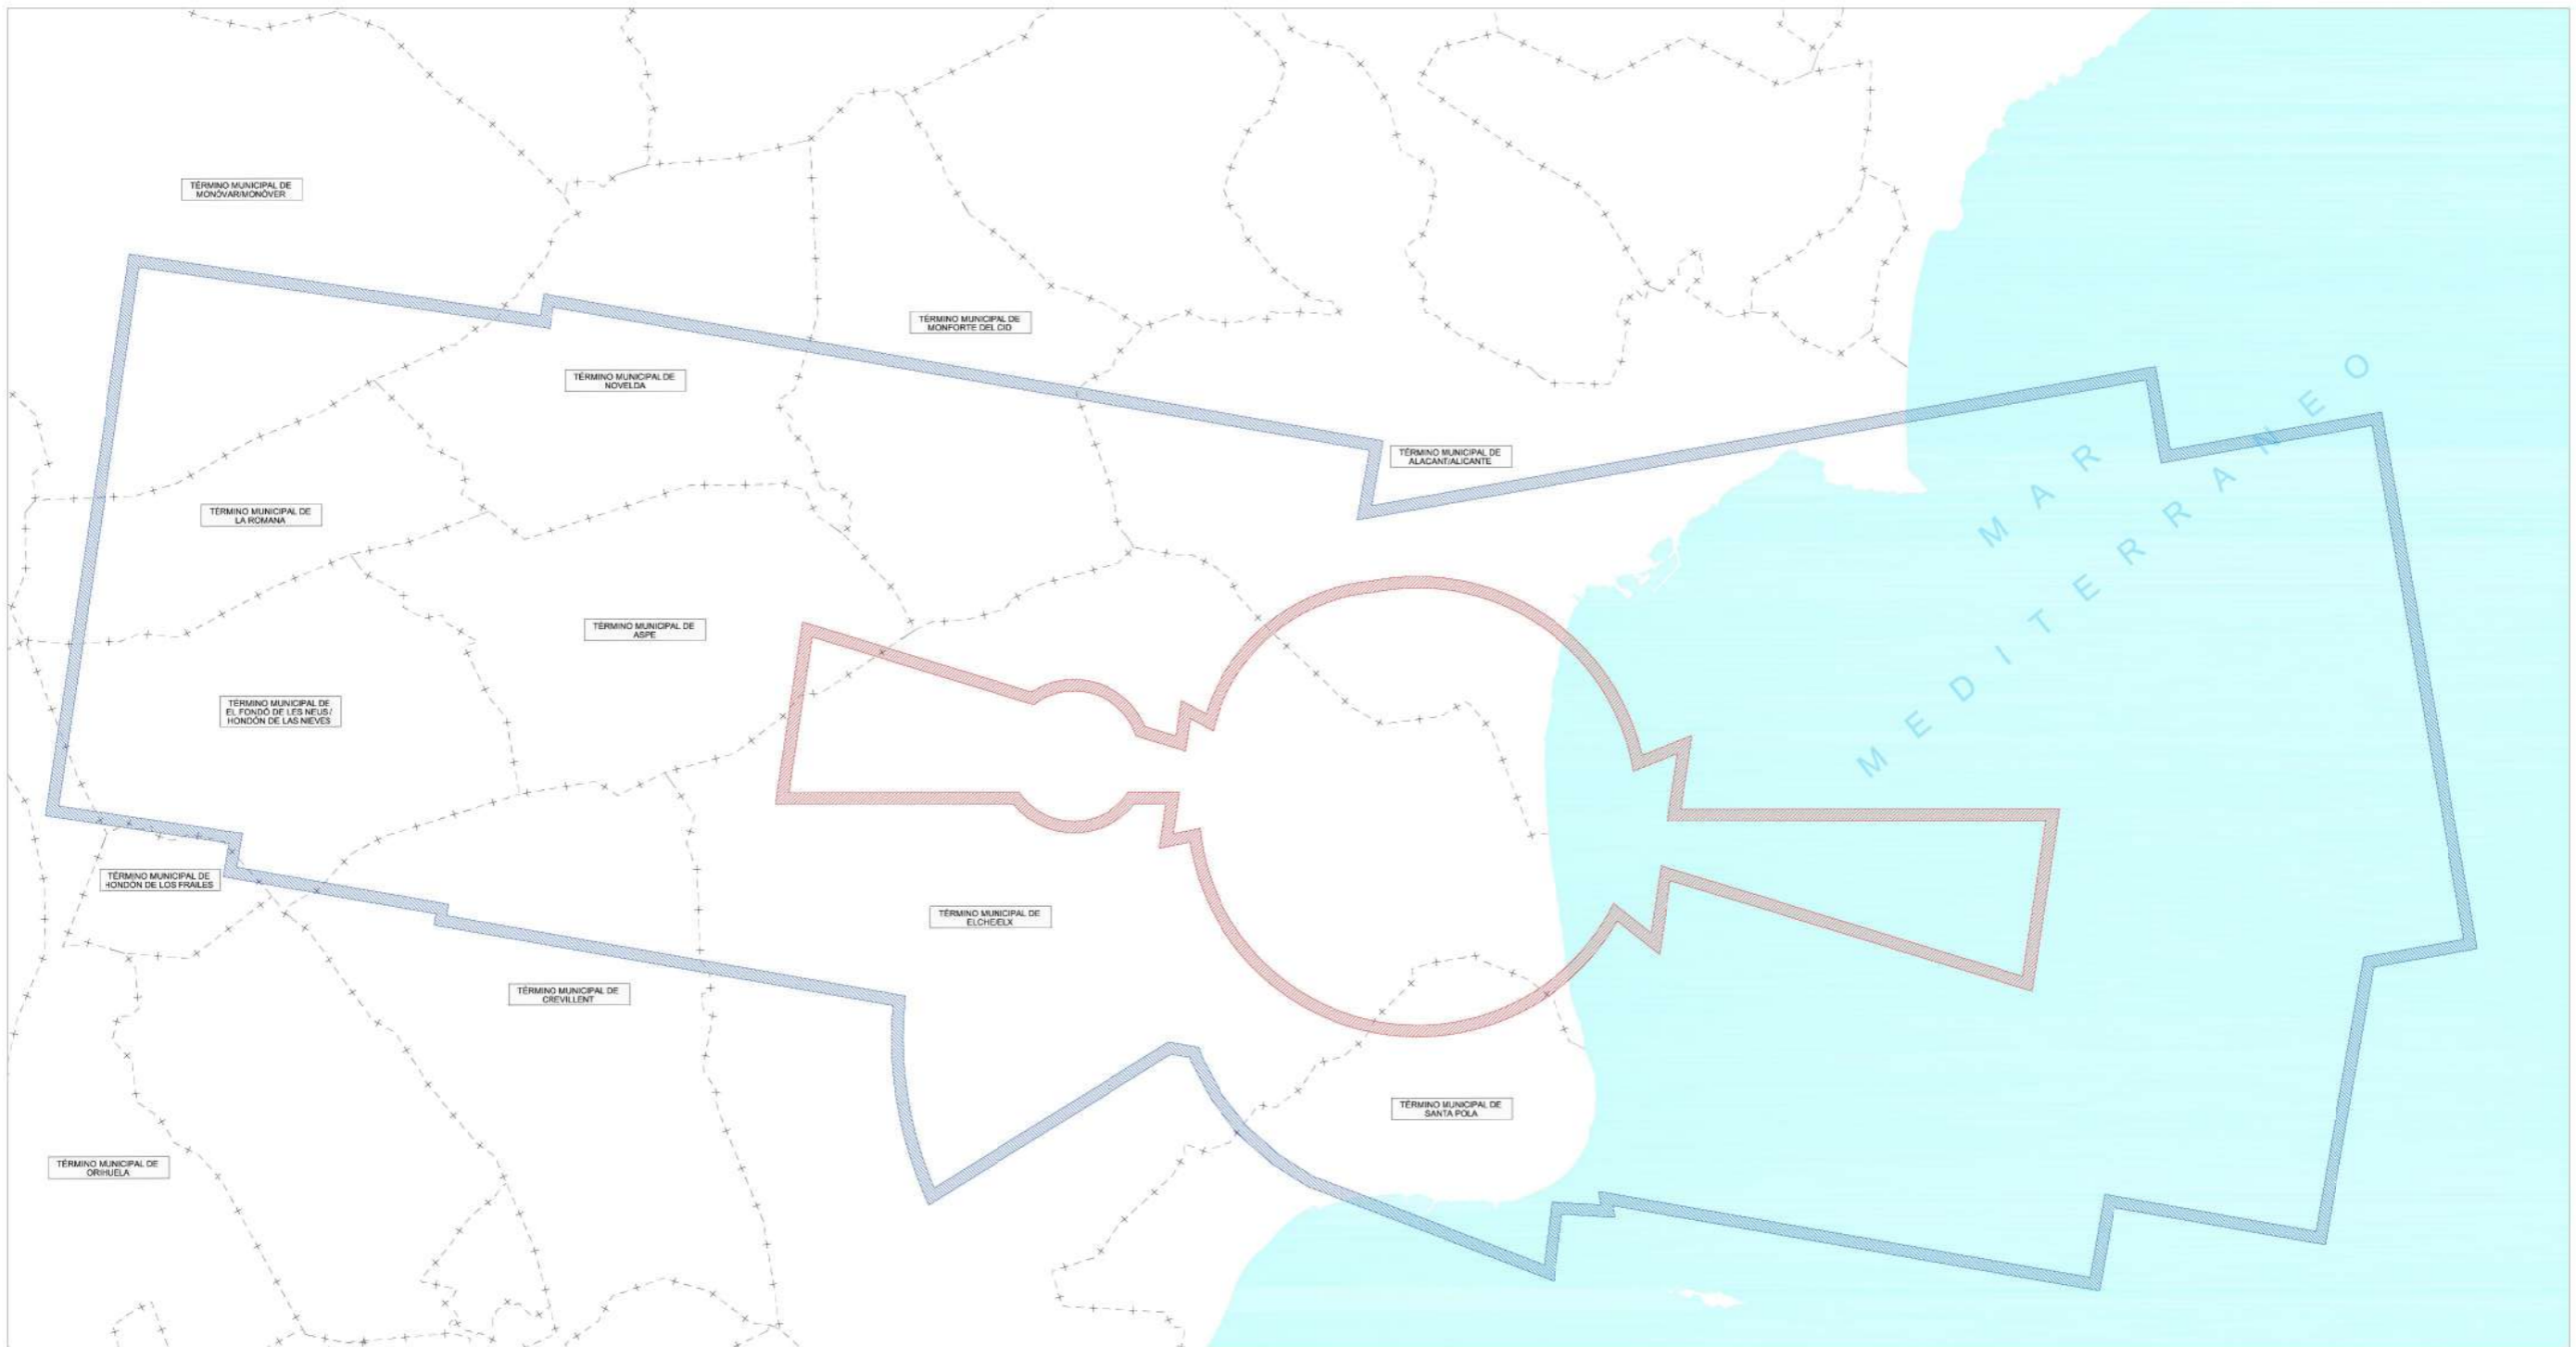 TÉRMINO MUNICIPAL DE
MONÓVAR/MONÓVER
TÉRMINO MUNICIPAL DE
MONFORTE DEL CID
TÉRMINO MUNICIPAL DE
NOVELDA
TÉRMINO MUNICIPAL DE
ALACANT/ALICANTE
MAR
MEDITERRANEO
TÉRMINO MUNICIPAL DE
LA ROMANA
TÉRMINO MUNICIPAL DE
ASPE
TÉRMINO MUNICIPAL DE
EL FONDÓ DE LES NEUS/
HONDÓN DE LAS NIEVES
TÉRMINO MUNICIPAL DE
HONDÓN DE LOS FRAILES
TÉRMINO MUNICIPAL DE
ELCHE/ELX
TÉRMINO MUNICIPAL DE
CREVILLENT
TÉRMINO MUNICIPAL DE
SANTA POLA
TÉRMINO MUNICIPAL DE
ORIHUELA